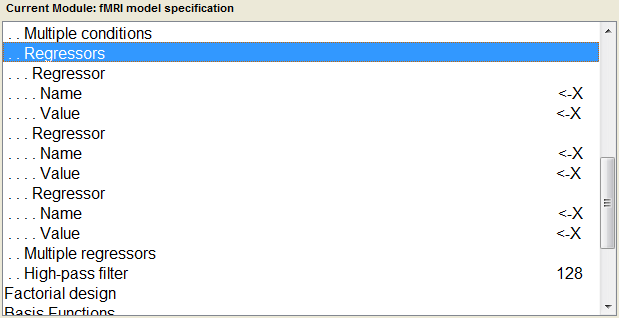 Current Module: fMRI model specification
. . Multiple conditions
. . Regressors
. . . Regressor
. . . . Name <-X
. . . . Value <-X
. . . Regressor
. . . . Name <-X
. . . . Value <-X
. . . Regressor
. . . . Name <-X
. . . . Value <-X
. . Multiple regressors
. . High-pass filter 128
Factorial design
Basis Functions